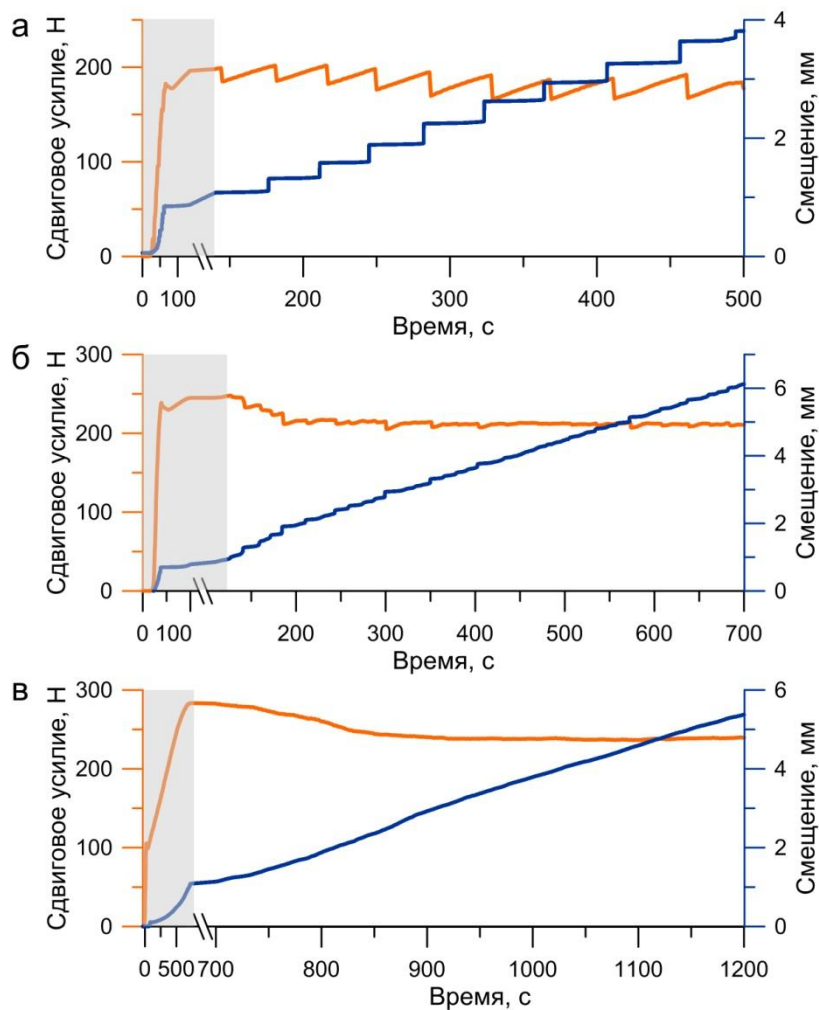 а
Сдвиговое усилие, Н
200
100
0
4
2
0
Смещение, мм
0 100 200 300 400 500
Время, с
б
Сдвиговое усилие, Н
300
200
100
0
6
4
2
0
Смещение, мм
0 100 200 300 400 500 600 700
Время, с
в
Сдвиговое усилие, Н
300
200
100
0
6
4
2
0
Смещение, мм
0 500 700 800 900 1000 1100 1200
Время, с